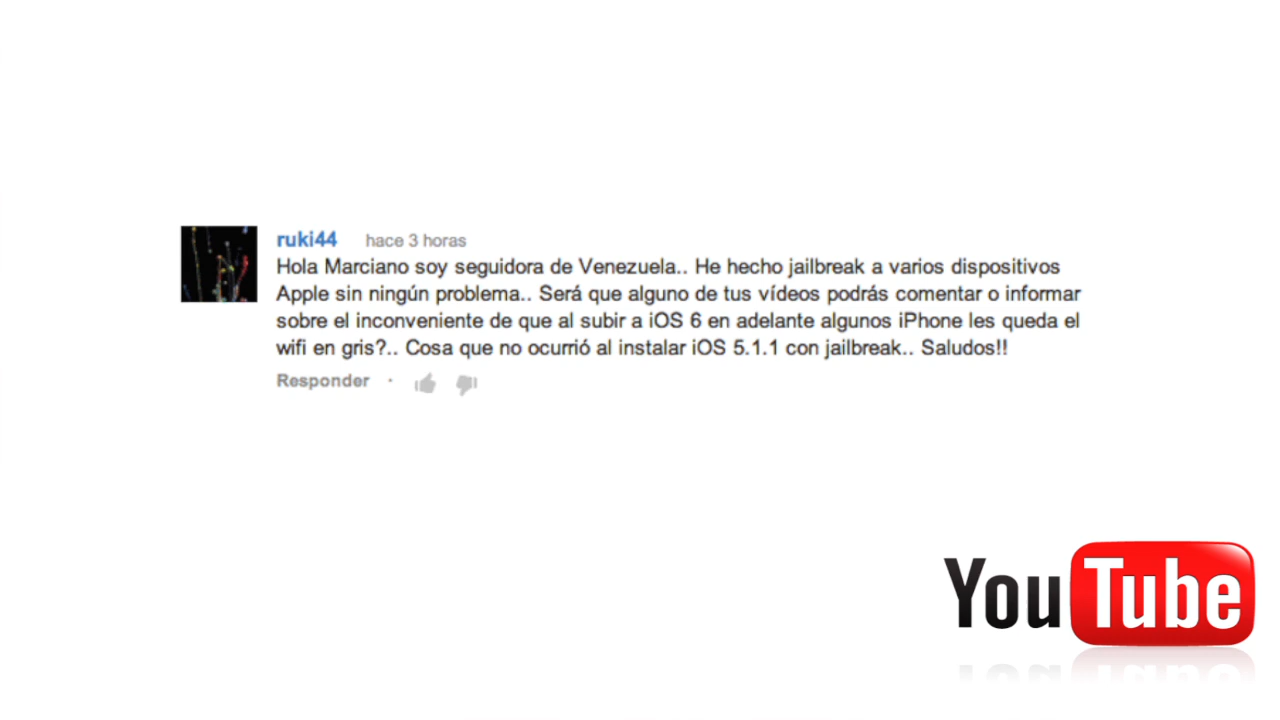 ruki44 hace 3 horas
Hola Marciano soy seguidora de Venezuela.. He hecho jailbreak a varios dispositivos
Apple sin ningún problema.. Será que alguno de tus vídeos podrás comentar o informar
sobre el inconveniente de que al subir a iOS 6 en adelante algunos iPhone les queda el
wifi en gris?.. Cosa que no ocurrió al instalar iOS 5.1.1 con jailbreak.. Saludos!!
Responder ·
YouTube